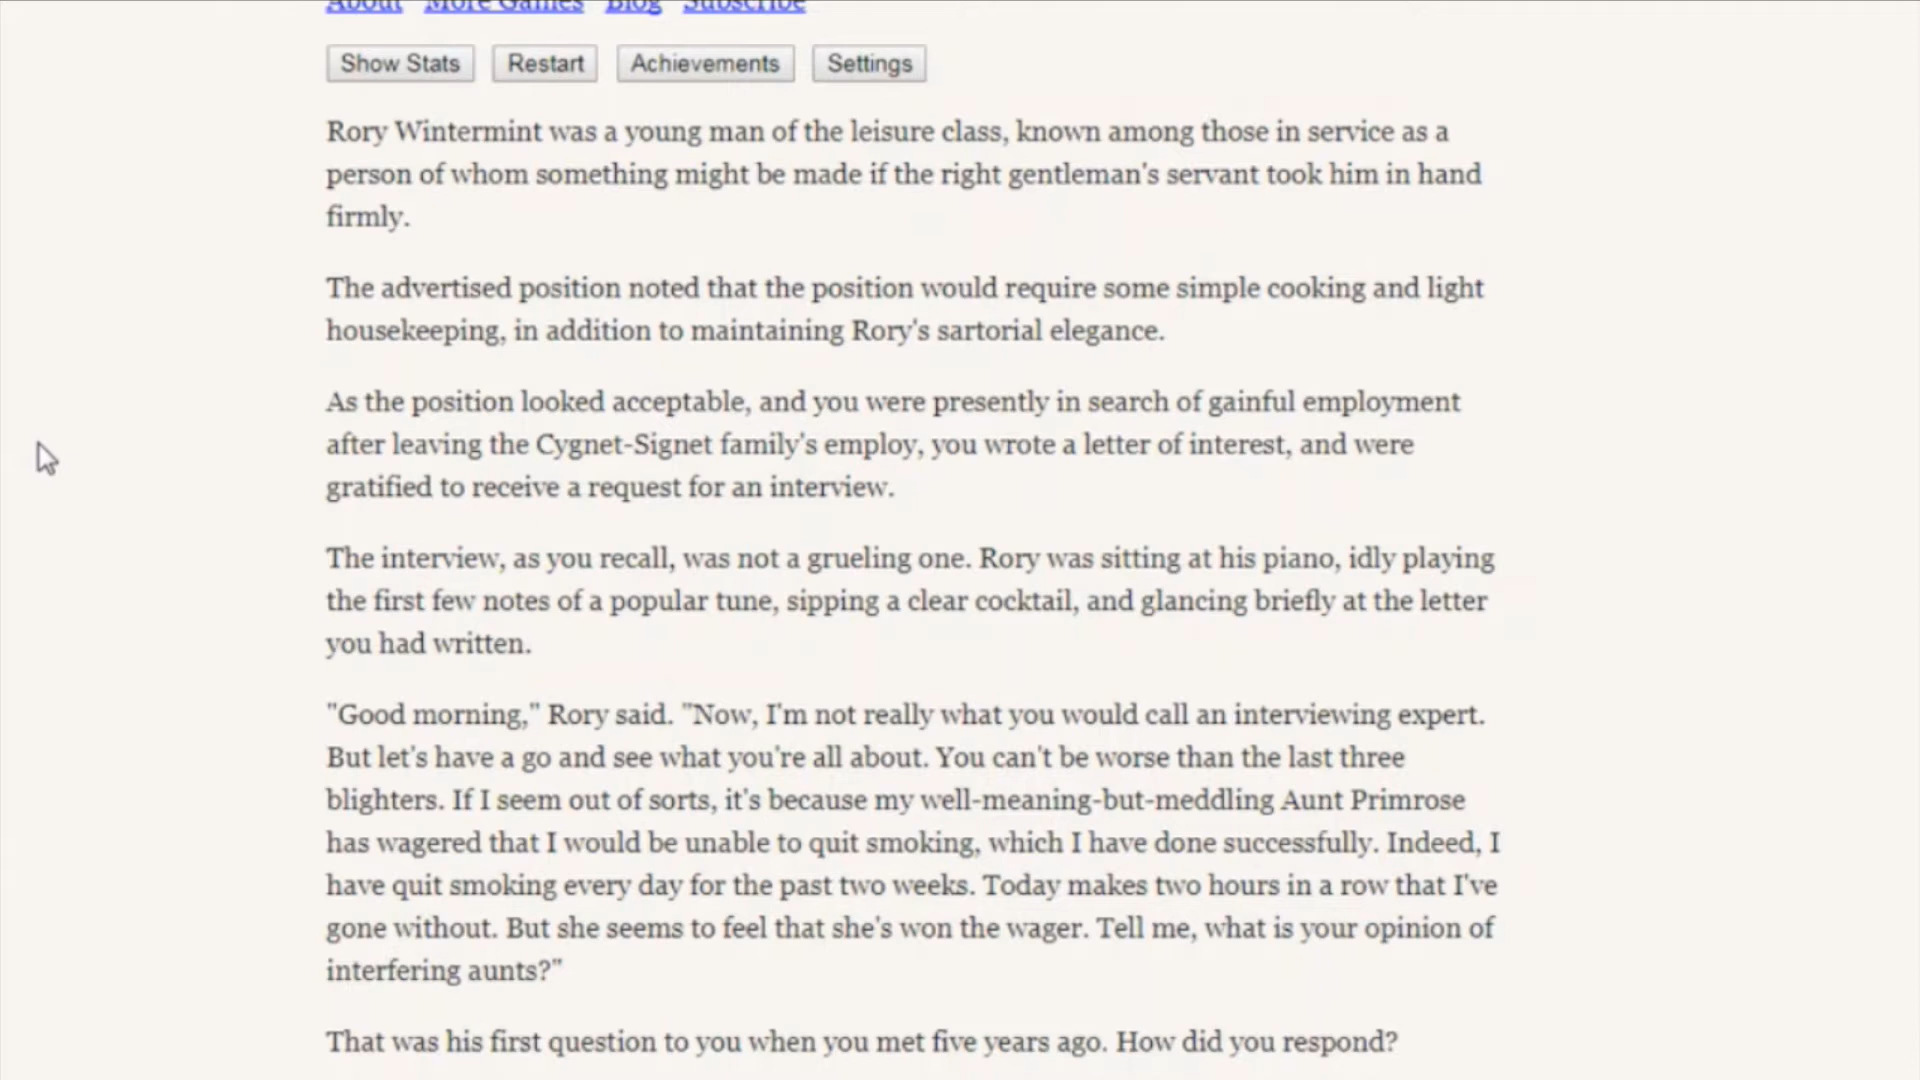 About More Games Blog Subscribe
Show Stats Restart Achievements Settings
Rory Wintermint was a young man of the leisure class, known among those in service as a
person of whom something might be made if the right gentleman's servant took him in hand
firmly.
The advertised position noted that the position would require some simple cooking and light
housekeeping, in addition to maintaining Rory's sartorial elegance.
As the position looked acceptable, and you were presently in search of gainful employment
after leaving the Cygnet-Signet family's employ, you wrote a letter of interest, and were
gratified to receive a request for an interview.
The interview, as you recall, was not a grueling one. Rory was sitting at his piano, idly playing
the first few notes of a popular tune, sipping a clear cocktail, and glancing briefly at the letter
you had written.
"Good morning," Rory said. "Now, I'm not really what you would call an interviewing expert.
But let's have a go and see what you're all about. You can't be worse than the last three
blighters. If I seem out of sorts, it's because my well-meaning-but-meddling Aunt Primrose
has wagered that I would be unable to quit smoking, which I have done successfully. Indeed, I
have quit smoking every day for the past two weeks. Today makes two hours in a row that I've
gone without. But she seems to feel that she's won the wager. Tell me, what is your opinion of
interfering aunts?"
That was his first question to you when you met five years ago. How did you respond?